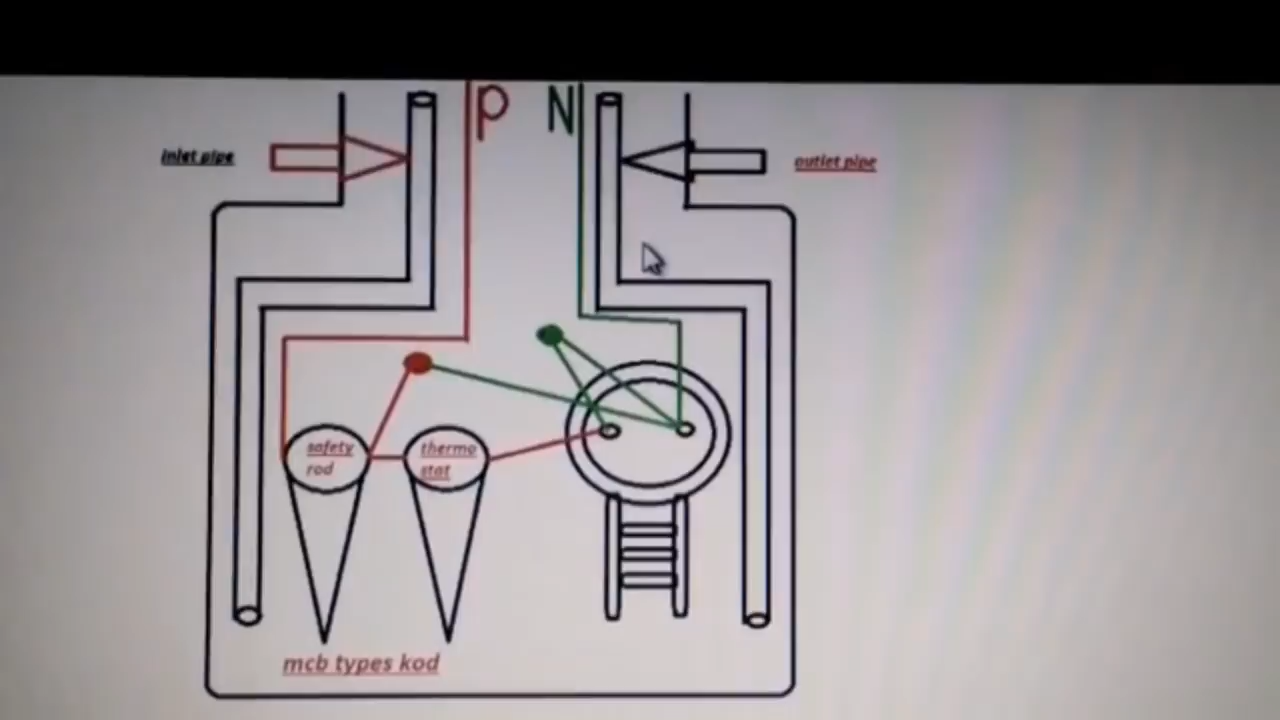 P N
inlet pipe
outlet pipe
safety
rod
thermo
stat
mcb types kod